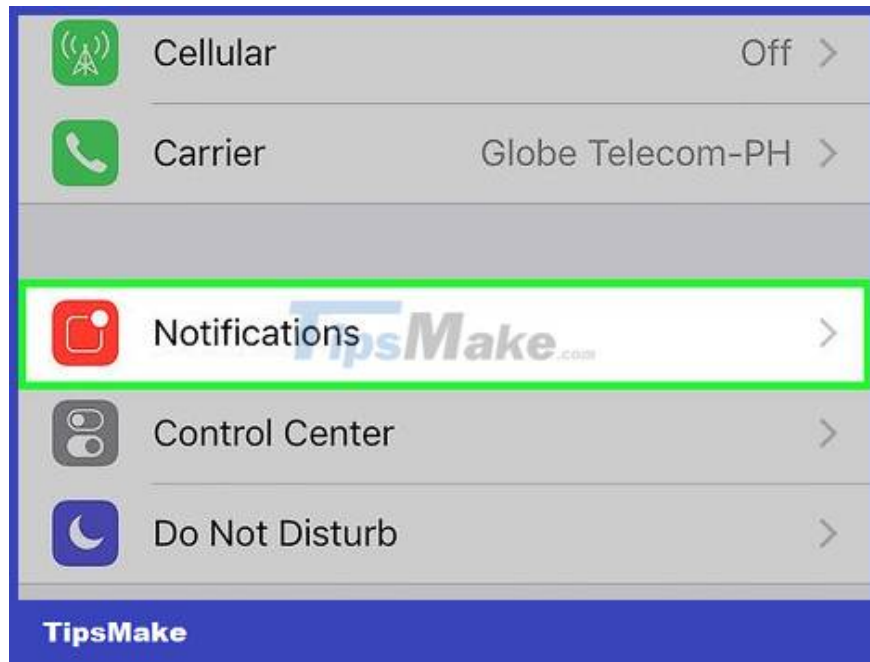 Cellular Off
Carrier Globe Telecom-PH
Notifications
TipsMake.com
Control Center
Do Not Disturb
TipsMake